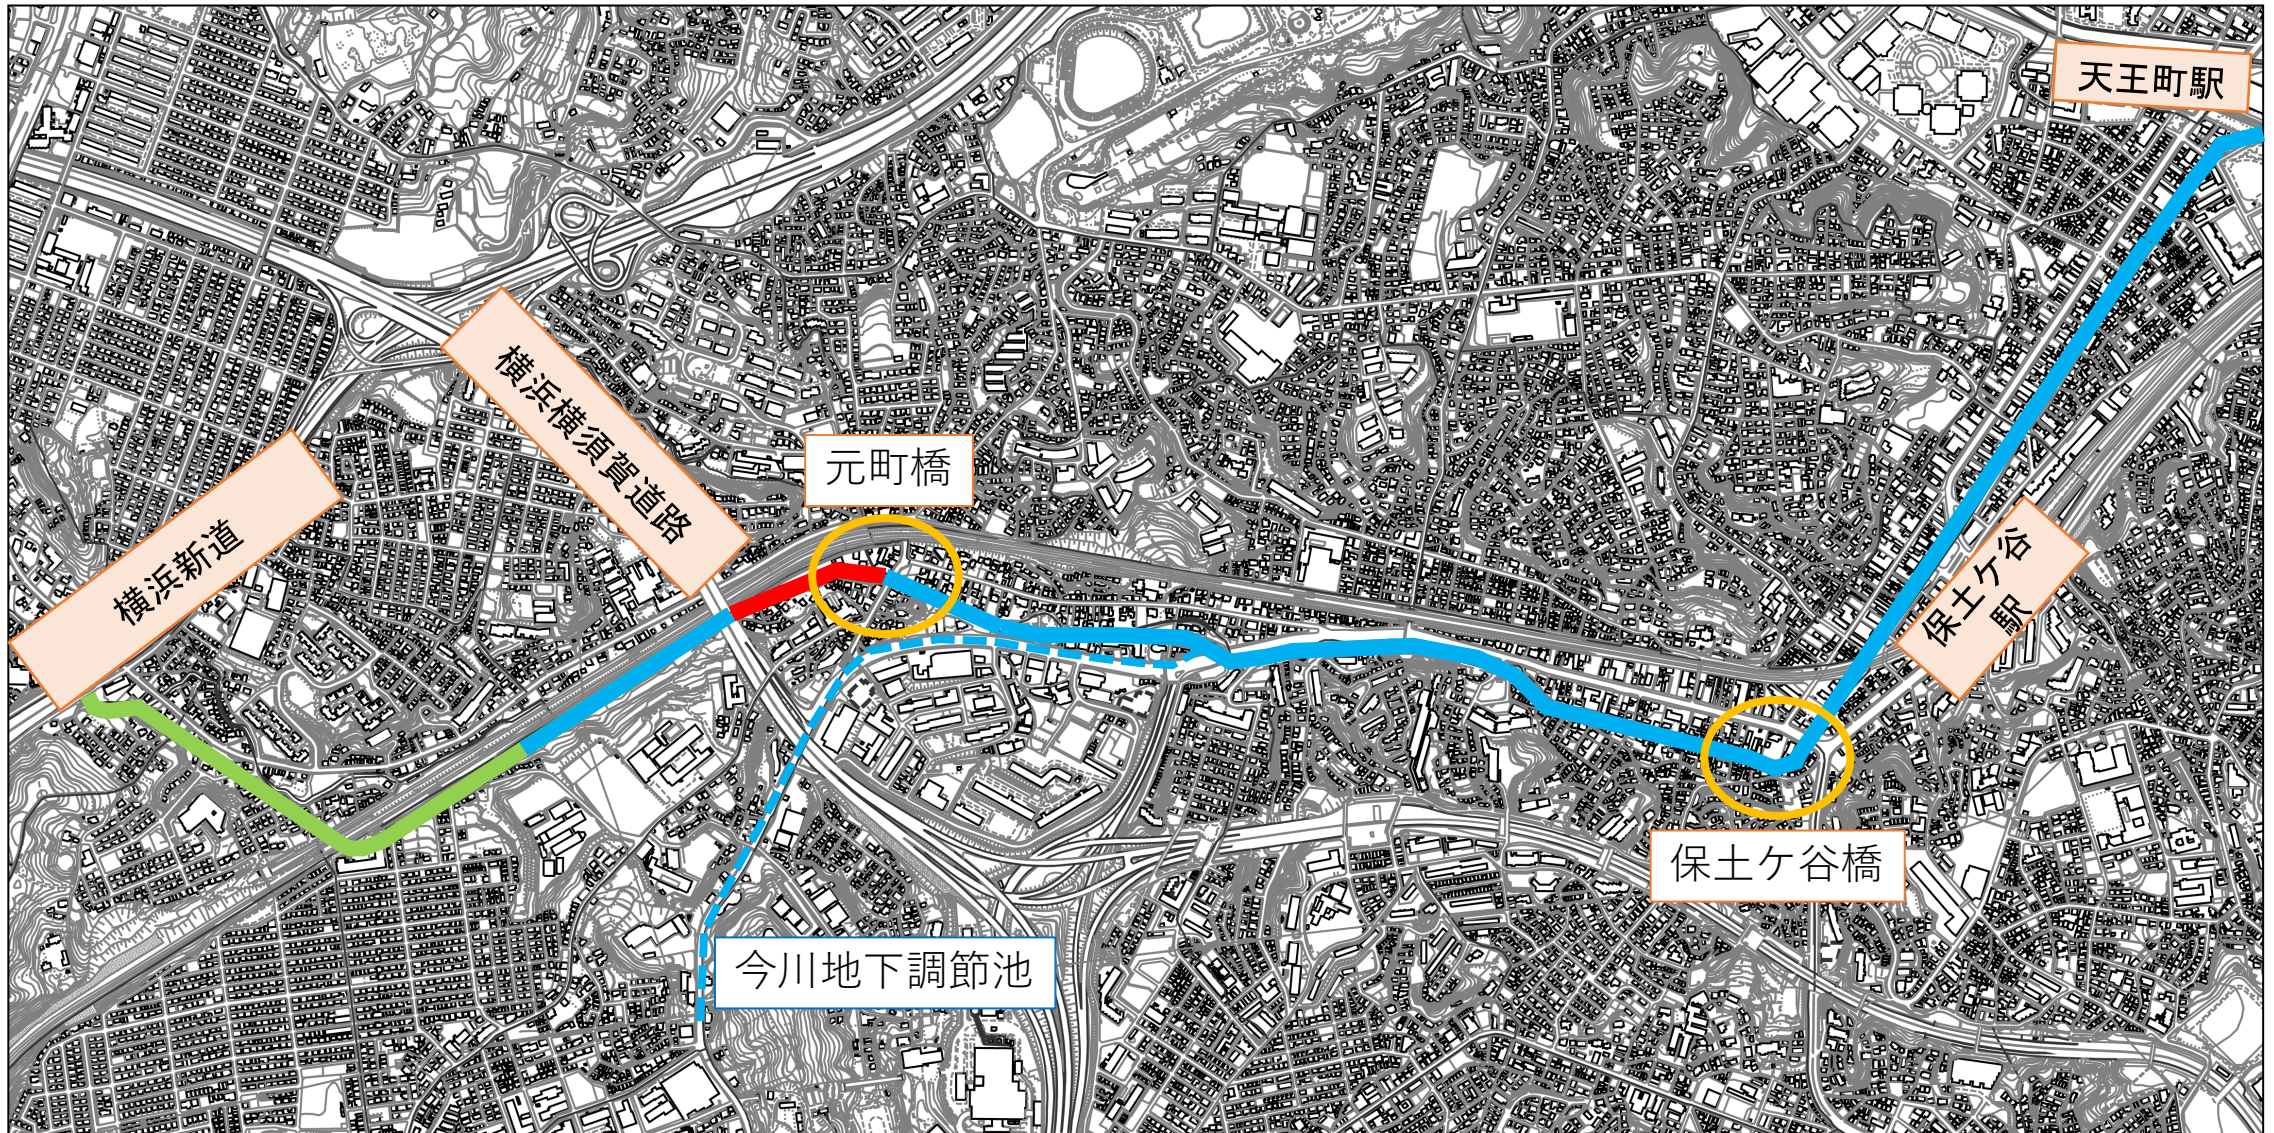 天王町駅
横浜横須賀道路
元町橋
横浜新道
保土ケ谷
駅
保土ケ谷橋
今川地下調節池